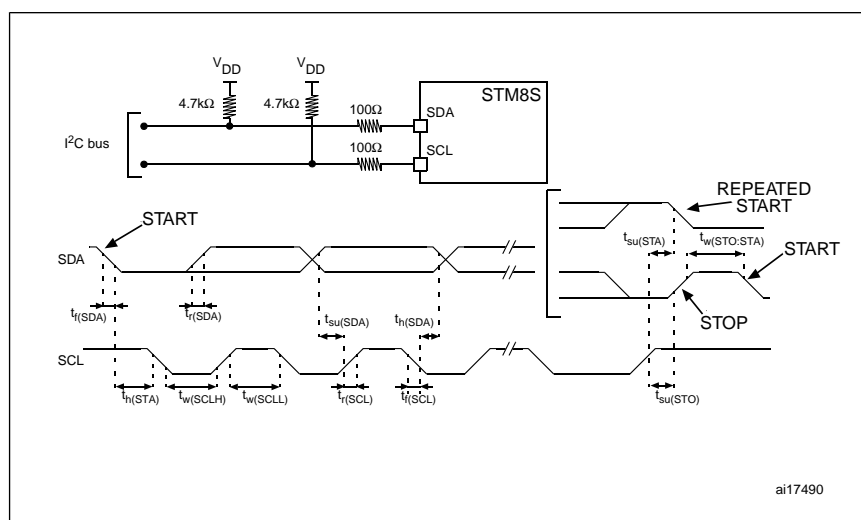 VDD VDD
4.7kΩ 4.7kΩ 100Ω STM8S
SDA
I²C bus
100Ω SCL
REPEATED
START
START
tsu(STA) tw(STO:STA)
START
SDA
tf(SDA) tr(SDA) tsu(SDA) th(SDA)
STOP
SCL
th(STA) tw(SCLH) tw(SCLL) tr(SCL) tf(SCL) tsu(STO)
ai17490